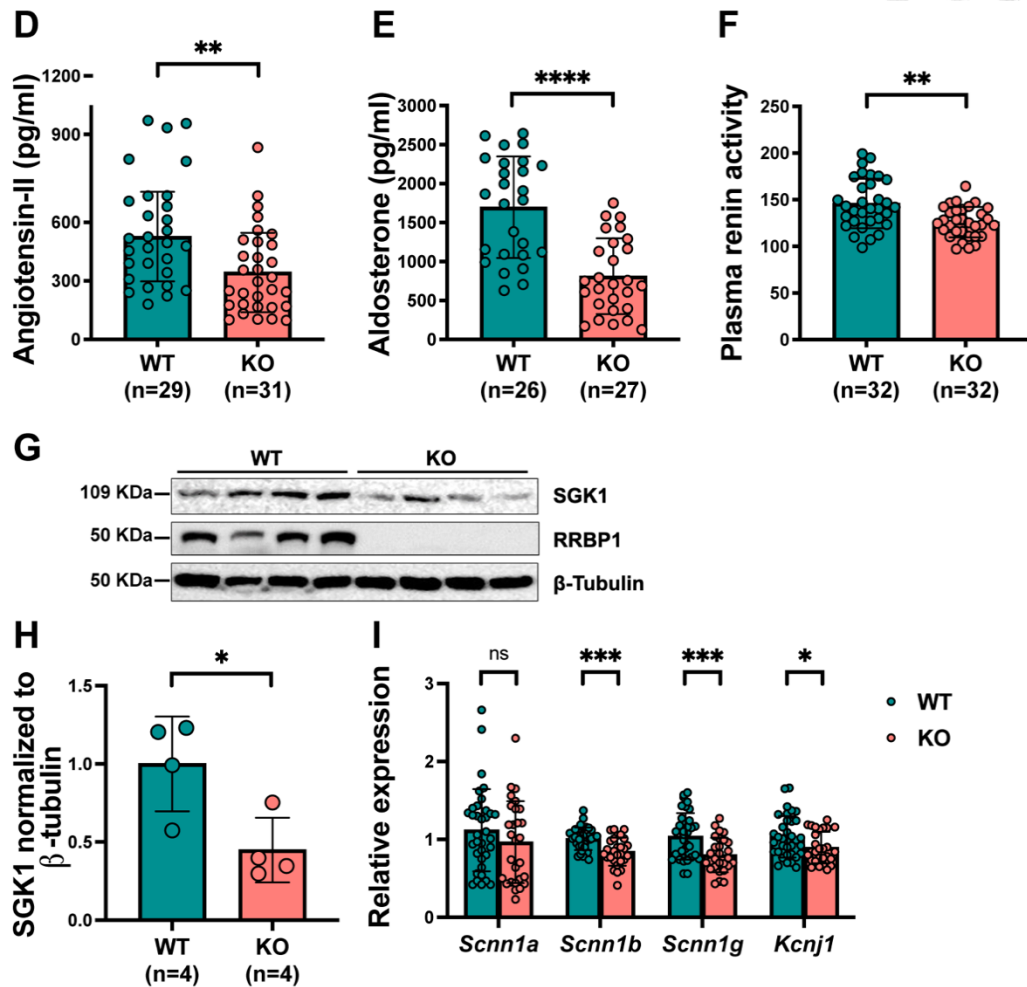 D
**
Angiotensin-II (pg/ml)
1200
900
600
300
0
WT
(n=29)
KO
(n=31)
E
****
Aldosterone (pg/ml)
3000
2500
2000
1500
1000
500
0
WT
(n=26)
KO
(n=27)
F
**
Plasma renin activity
250
200
150
100
50
0
WT
(n=32)
KO
(n=32)
G
WT
KO
109 KDa
SGK1
50 KDa
RRBP1
50 KDa
β-Tubulin
H
*
SGK1 normalized to
β-tubulin
1.5
1.0
0.5
0.0
WT
(n=4)
KO
(n=4)
I
ns
***
***
*
Relative expression
3
2
1
0
Scnn1a
Scnn1b
Scnn1g
Kcnj1
WT
KO